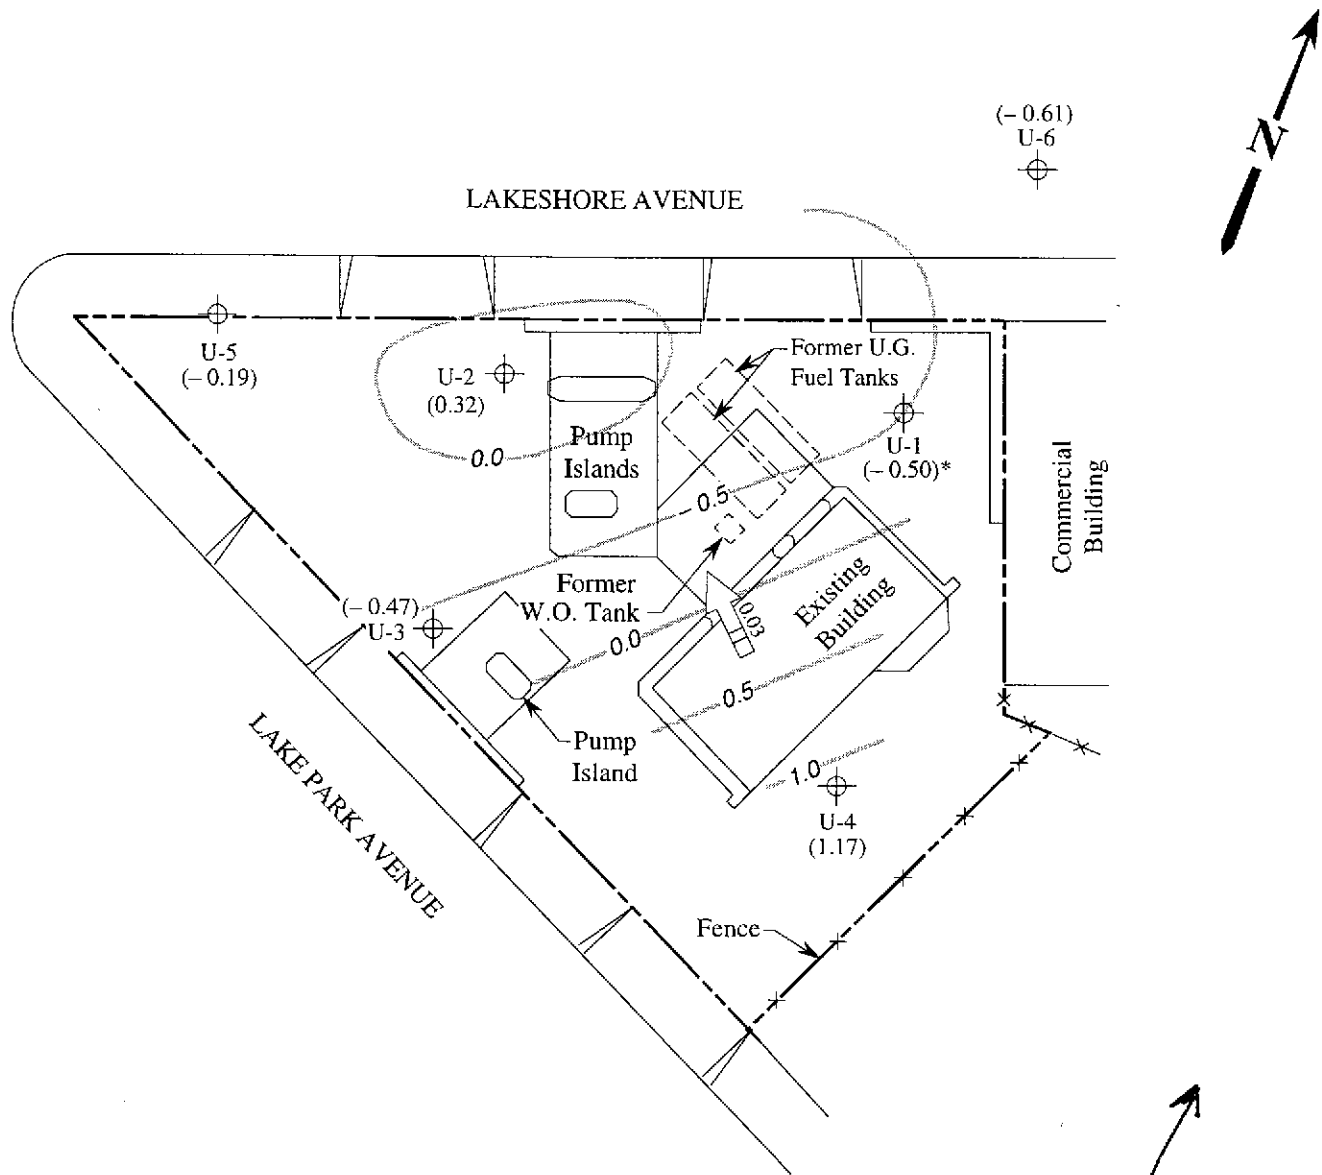 (– 0.61)
U-6
N
LAKESHORE AVENUE
U-5
(– 0.19)
U-2
(0.32)
0.0
Pump
Islands
Former U.G.
Fuel Tanks
U-1
(– 0.50)*
- 0.5
Commercial
Building
Former
W.O. Tank
(– 0.47)
U-3
0.0
0.03
Existing
Building
0.5
Pump
Island
1.0
U-4
(1.17)
LAKE PARK AVENUE
Fence